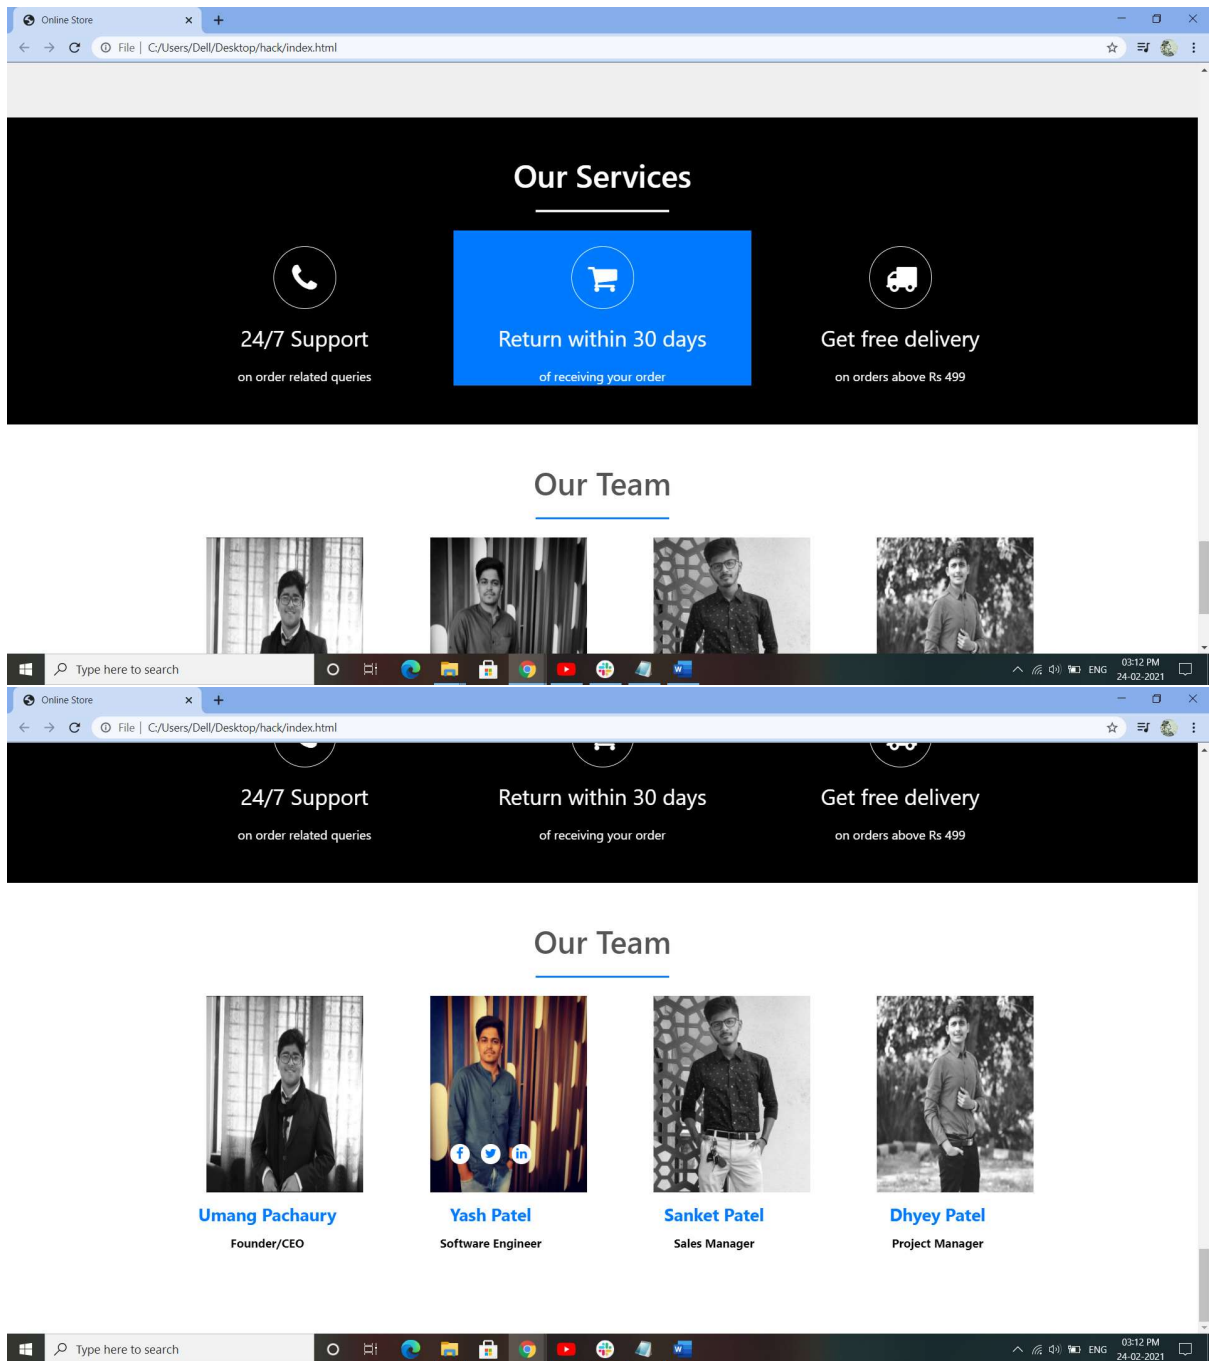 Online Store
File | C:/Users/Dell/Desktop/hack/index.html
Our Services
24/7 Support
Return within 30 days
Get free delivery
on order related queries
of receiving your order
on orders above Rs 499
Our Team
Type here to search
ENG
03:12 PM
24-02-2021
Online Store
File | C:/Users/Dell/Desktop/hack/index.html
24/7 Support
Return within 30 days
Get free delivery
on order related queries
of receiving your order
on orders above Rs 499
Our Team
Umang Pachaury
Yash Patel
Sanket Patel
Dhyey Patel
Founder/CEO
Software Engineer
Sales Manager
Project Manager
Type here to search
ENG
03:12 PM
24-02-2021